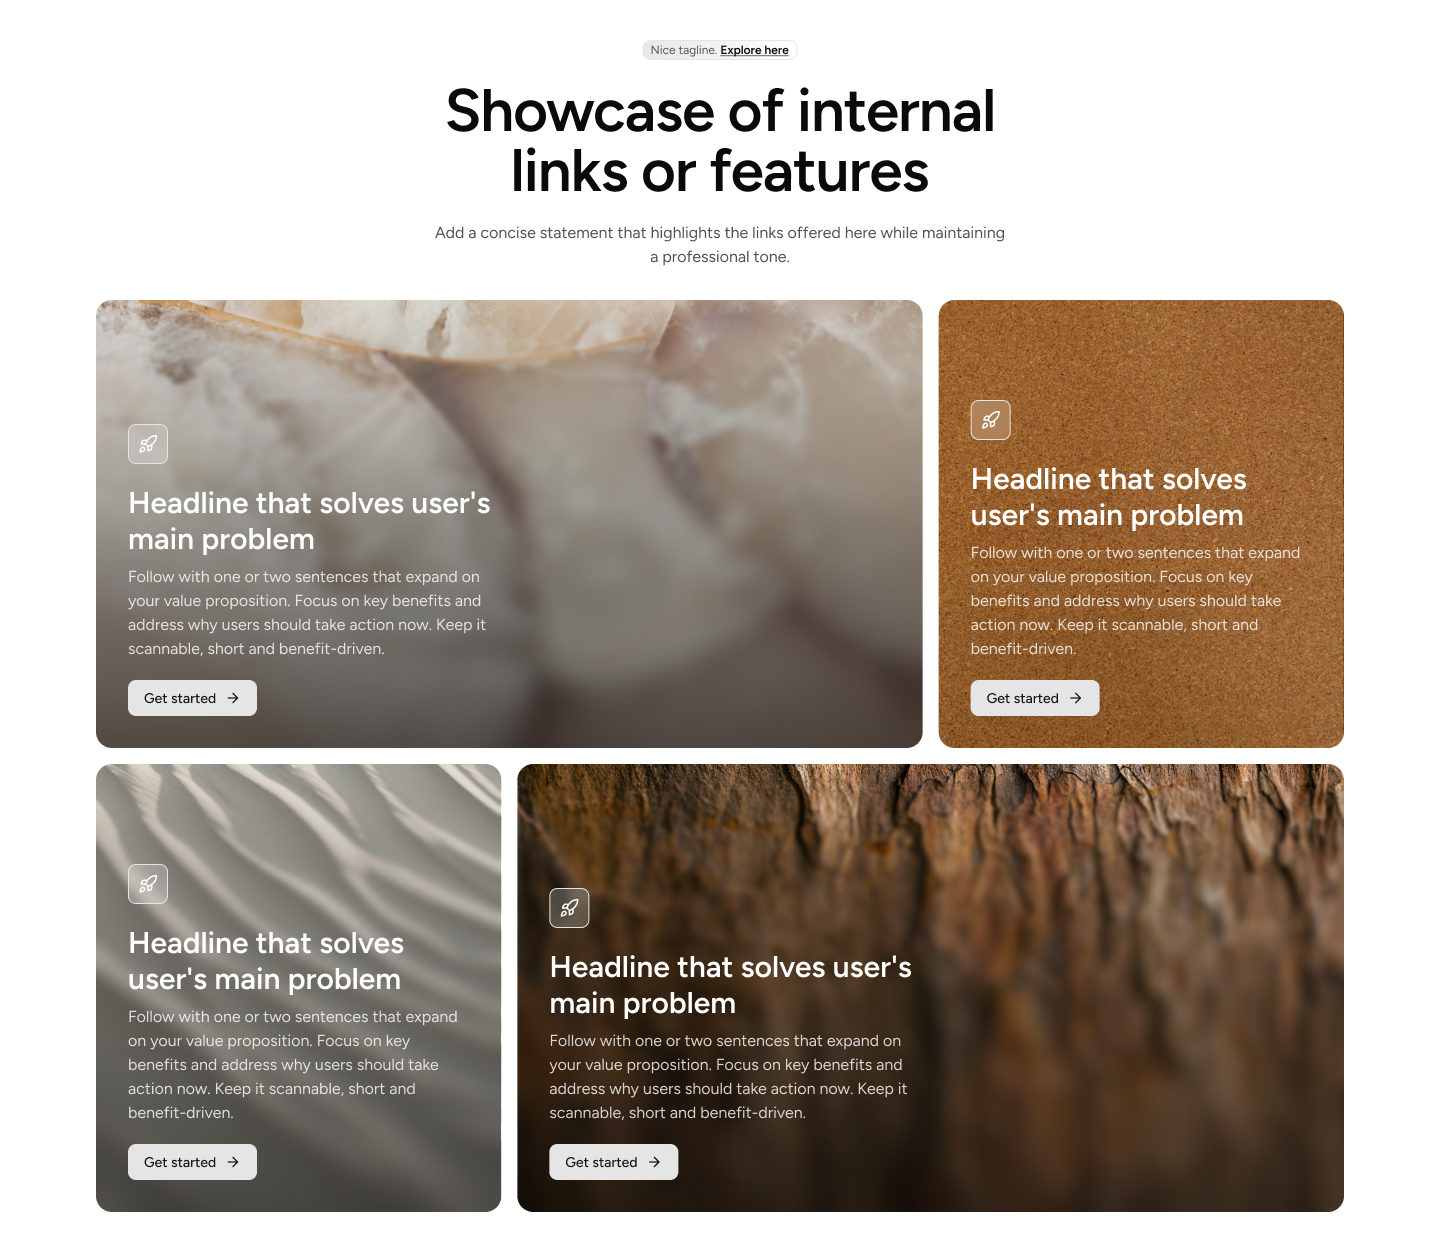 Nice tagline. Explore here
Showcase of internal
links or features
Add a concise statement that highlights the links offered here while maintaining
a professional tone.
Headline that solves user's
main problem
Follow with one or two sentences that expand on
your value proposition. Focus on key benefits and
address why users should take action now. Keep it
scannable, short and benefit-driven.
Get started
Headline that solves
user's main problem
Follow with one or two sentences that expand
on your value proposition. Focus on key
benefits and address why users should take
action now. Keep it scannable, short and
benefit-driven.
Get started
Headline that solves
user's main problem
Follow with one or two sentences that expand
on your value proposition. Focus on key
benefits and address why users should take
action now. Keep it scannable, short and
benefit-driven.
Get started
Headline that solves user's
main problem
Follow with one or two sentences that expand on
your value proposition. Focus on key benefits and
address why users should take action now. Keep it
scannable, short and benefit-driven.
Get started